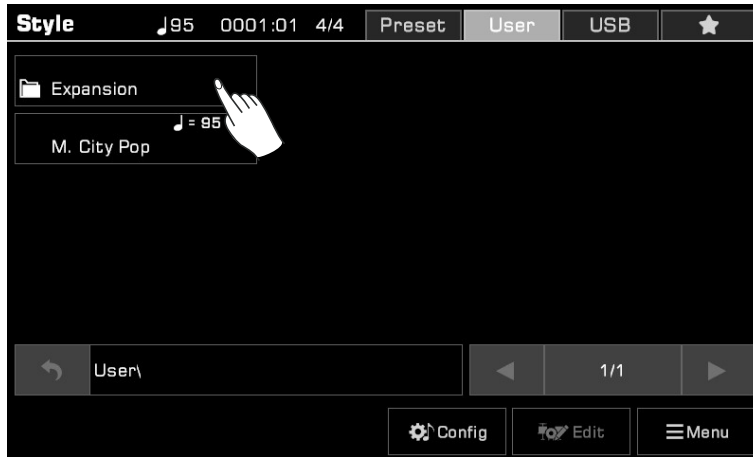 Style ♩95 0001:01 4/4 Preset User USB ★
Expansion
♩= 95
M. City Pop
User\ 1/1
Config Edit Menu